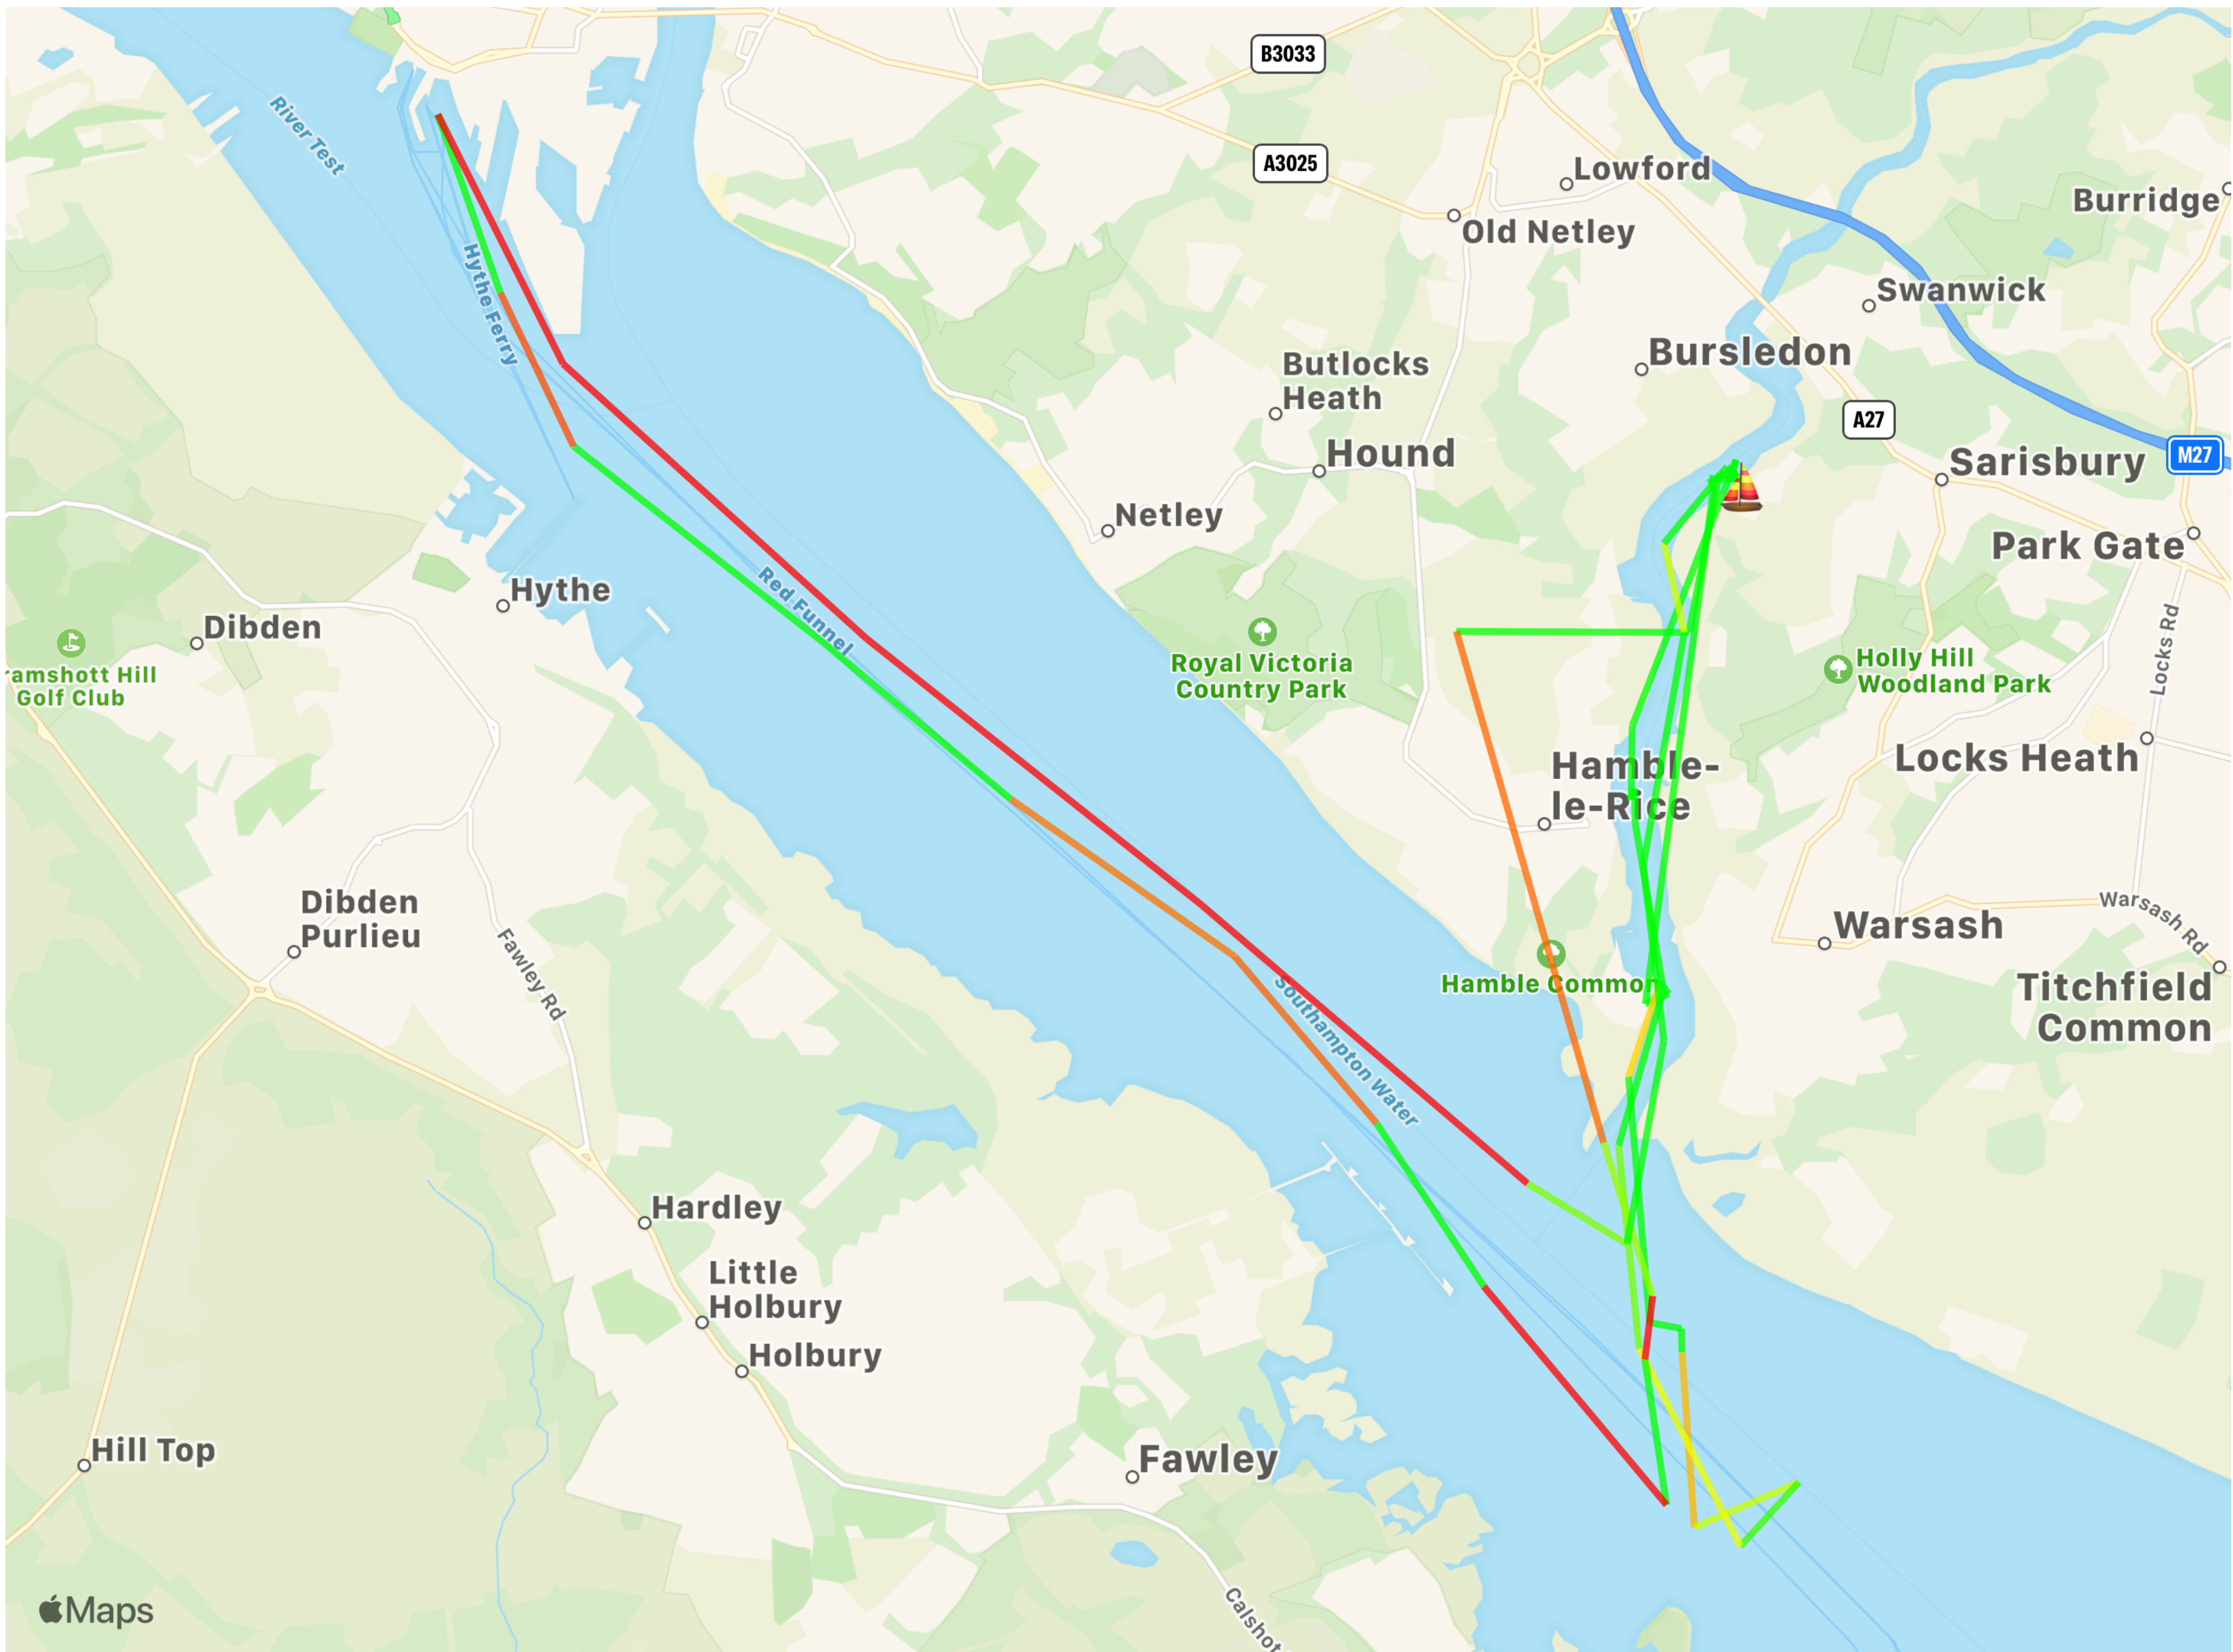 B3033
River Test
A3025
Lowford
Burridge
Old Netley
Hythe Ferry
Swanwick
Bursledon
Butlocks
Heath
A27
Hound
Sarisbury
M27
Netley
Park Gate
Hythe
Red Funnel
Dibden
Locks Rd
ramshott Hill
Golf Club
Royal Victoria
Country Park
Holly Hill
Woodland Park
Hamble-
le-Rice
Locks Heath
Dibden
Purlieu
Fawley Rd
Warsash Rd
Warsash
Hamble Common
Titchfield
Common
Southampton Water
Hardley
Little
Holbury
Holbury
Hill Top
Fawley
Calshot
Maps